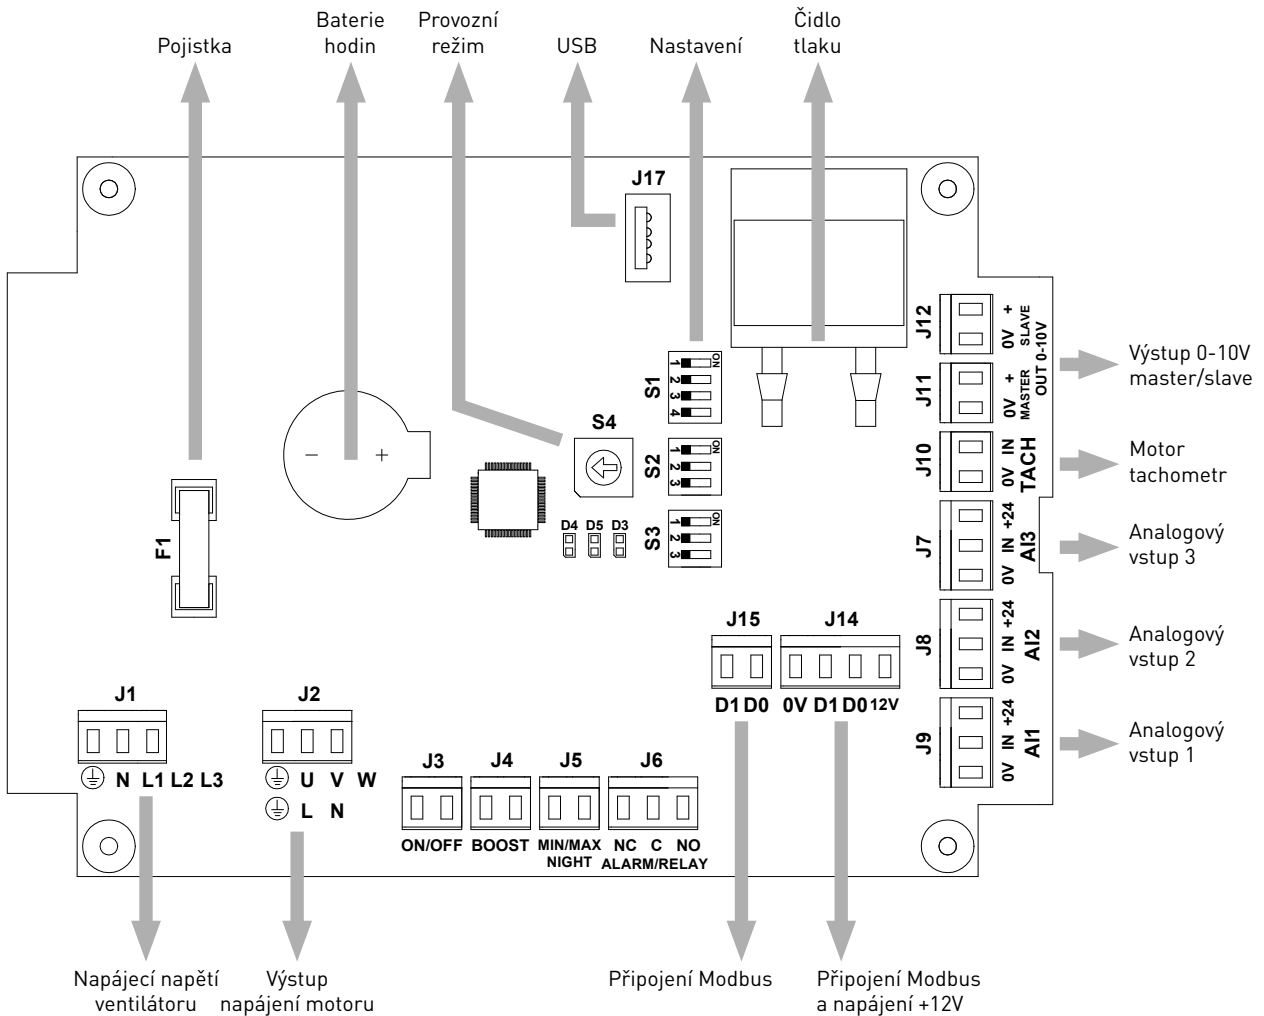 Pojistka
Baterie
hodin
Provozní
režim
USB
Nastavení
Čidlo
tlaku
J17
J12
0V +
SLAVE
OUT 0-10V
J11
0V +
MASTER
Výstup 0-10V
master/slave
S1
ON
1
2
3
4
S4
S2
ON
1
2
3
J10
0V IN
TACH
Motor
tachometr
- +
F1
D4 D5 D3
S3
ON
1
2
3
J7
0V IN +24
AI3
Analogový
vstup 3
J15
D1 D0
J14
0V D1 D0 12V
J8
0V IN +24
AI2
Analogový
vstup 2
J9
0V IN +24
AI1
Analogový
vstup 1
J1
N L1 L2 L3
J2
U V W
L N
J3
ON/OFF
J4
BOOST
J5
MIN/MAX
NIGHT
J6
NC C NO
ALARM/RELAY
Napájecí napětí
ventilátoru
Výstup
napájení motoru
Připojení Modbus
Připojení Modbus
a napájení +12V